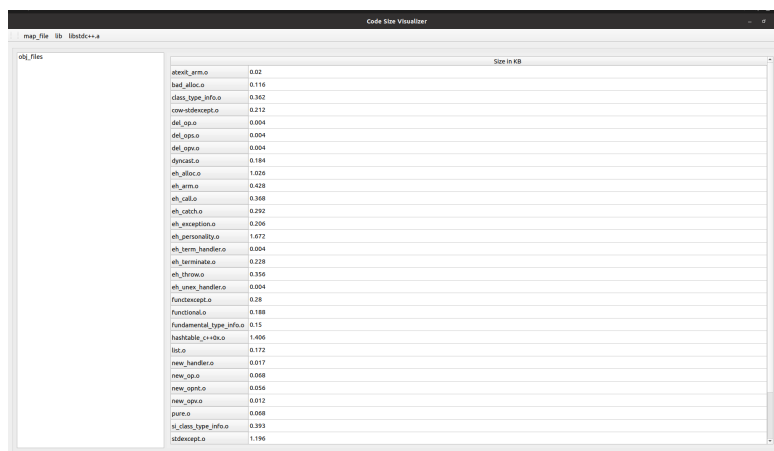 Code Size Visualizer
map_file lib libstdc++.a
obj_files
Size in KB
atexit_arm.o 0.02
bad_alloc.o 0.116
class_type_info.o 0.362
cow-stdexcept.o 0.212
del_op.o 0.004
del_ops.o 0.004
del_opv.o 0.004
dyncast.o 0.184
eh_alloc.o 1.026
eh_arm.o 0.428
eh_call.o 0.368
eh_catch.o 0.292
eh_exception.o 0.206
eh_personality.o 1.672
eh_term_handler.o 0.004
eh_terminate.o 0.228
eh_throw.o 0.356
eh_unex_handler.o 0.004
functexcept.o 0.28
functional.o 0.188
fundamental_type_info.o 0.15
hashtable_c++0x.o 1.406
list.o 0.172
new_handler.o 0.017
new_op.o 0.068
new_opnt.o 0.056
new_opv.o 0.012
pure.o 0.068
si_class_type_info.o 0.393
stdexcept.o 1.196